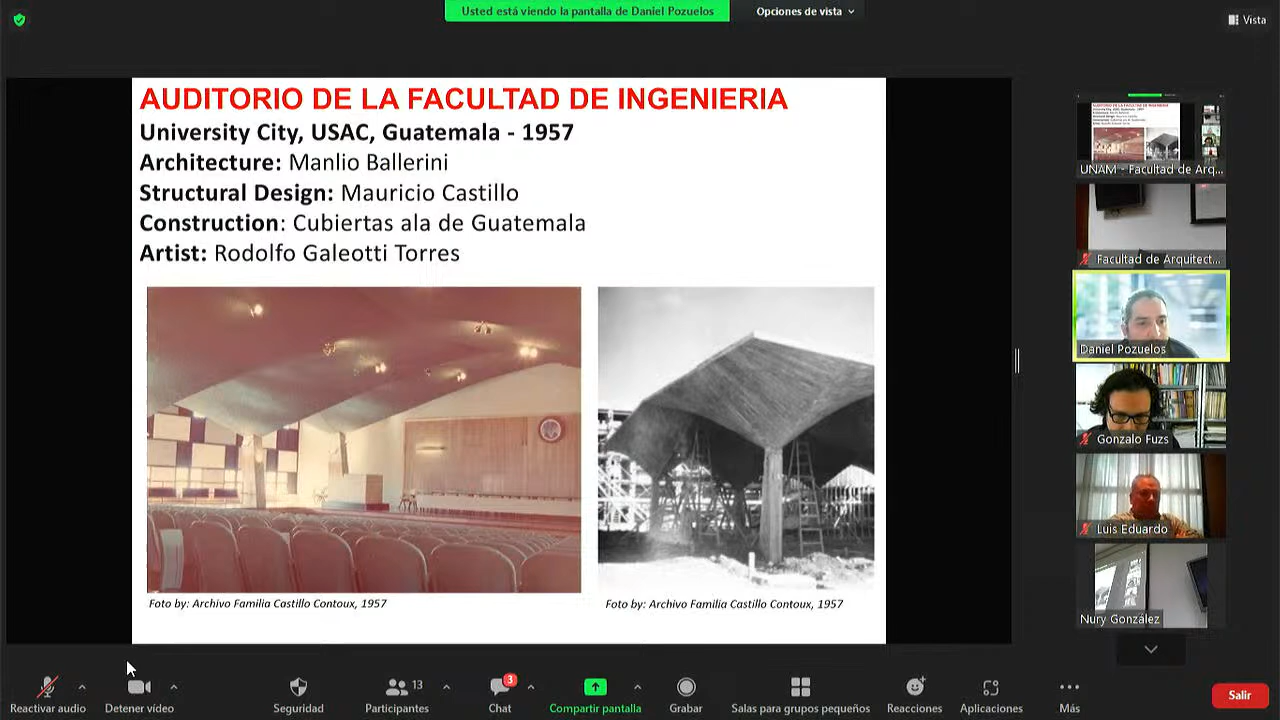 Usted está viendo la pantalla de Daniel Pozuelos
Opciones de vista
Vista
AUDITORIO DE LA FACULTAD DE INGENIERIA
University City, USAC, Guatemala - 1957
Architecture: Manlio Ballerini
Structural Design: Mauricio Castillo
Construction: Cubiertas ala de Guatemala
Artist: Rodolfo Galeotti Torres
Foto by: Archivo Familia Castillo Contoux, 1957
Foto by: Archivo Familia Castillo Contoux, 1957
UNAM - Facultad de Arq...
Facultad de Arquitect...
Daniel Pozuelos
Gonzalo Fuzs
Luis Eduardo
Nury González
Reactivar audio
Detener vídeo
Seguridad
13
Participantes
3
Chat
Compartir pantalla
Grabar
Salas para grupos pequeños
Reacciones
Aplicaciones
Más
Salir